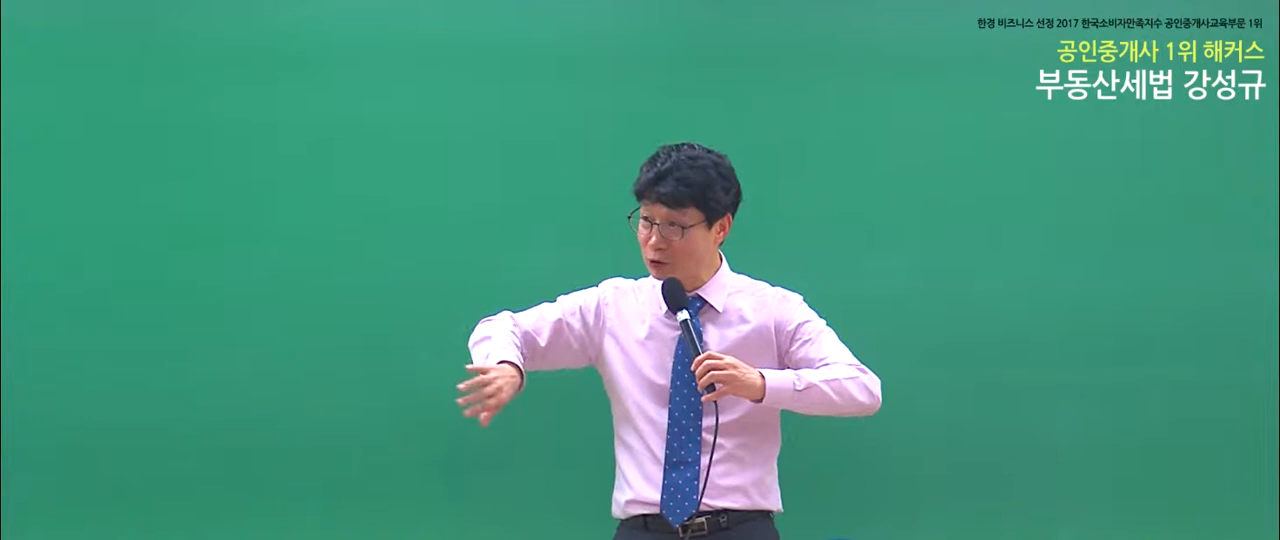 한경 비즈니스 선정 2017 한국소비자만족지수 공인중개사교육부문 1위
공인중개사 1위 해커스
부동산세법 강성규